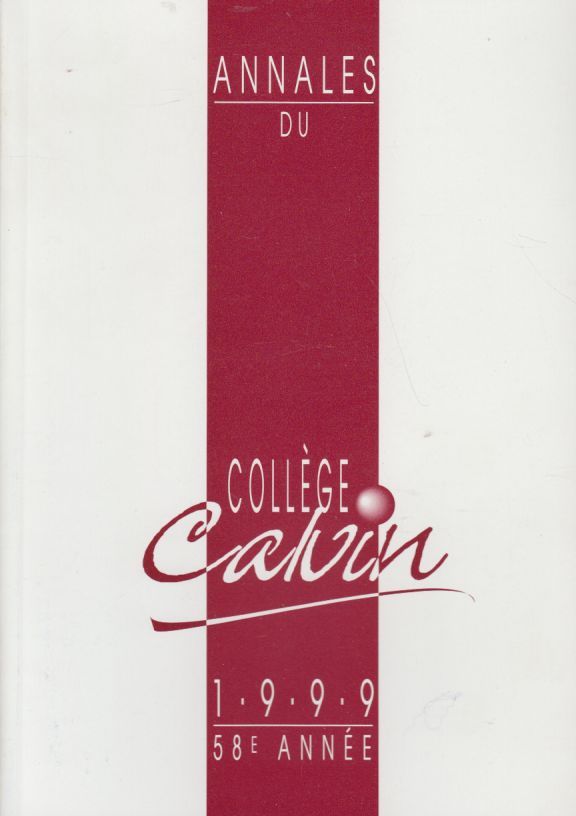 ANNALES
DU
COLLÈGE
Calvin
1·9·9·9
58E ANNÉE